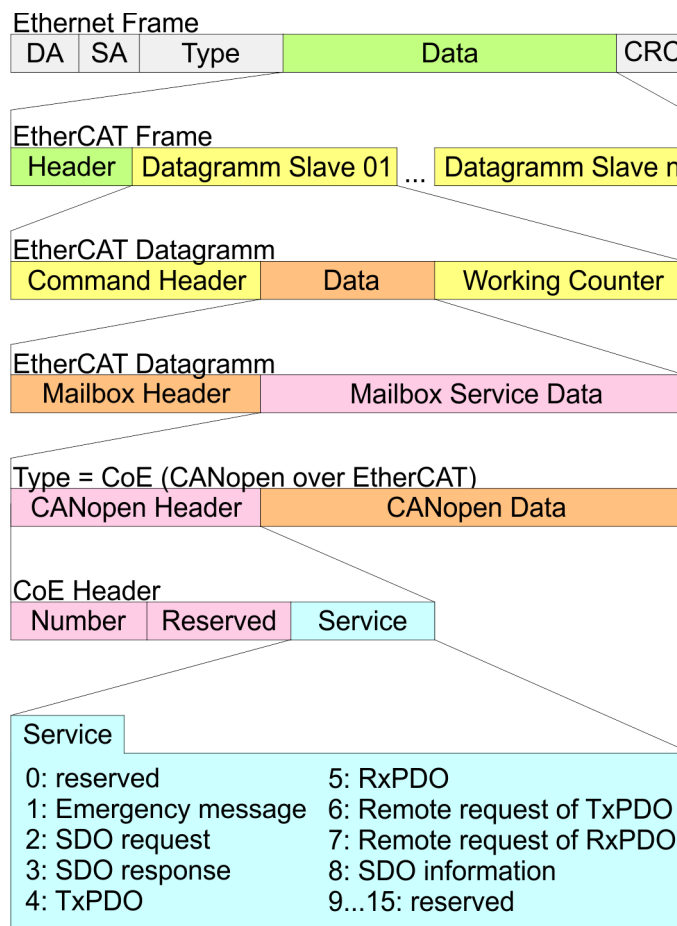 Ethernet Frame
DA SA Type Data CRC
EtherCAT Frame
Header Datagramm Slave 01 ... Datagramm Slave n
EtherCAT Datagramm
Command Header Data Working Counter
EtherCAT Datagramm
Mailbox Header Mailbox Service Data
Type = CoE (CANopen over EtherCAT)
CANopen Header CANopen Data
CoE Header
Number Reserved Service
Service
0: reserved 5: RxPDO
1: Emergency message 6: Remote request of TxPDO
2: SDO request 7: Remote request of RxPDO
3: SDO response 8: SDO information
4: TxPDO 9...15: reserved